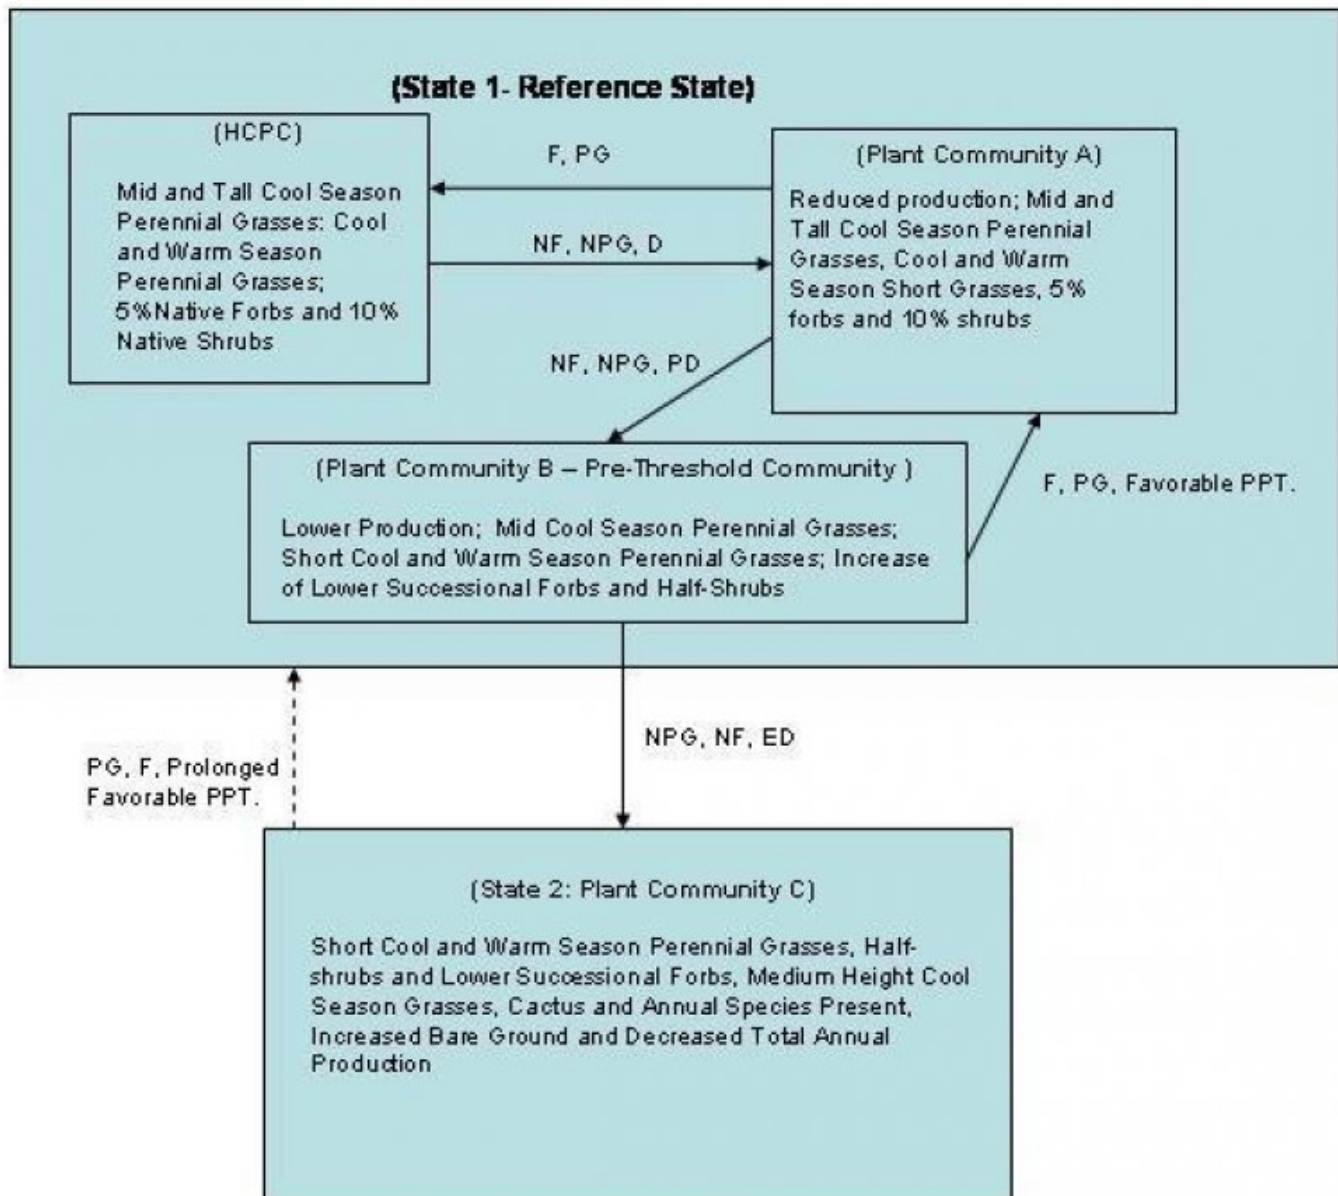 (State 1- Reference State)
(HCPC)
Mid and Tall Cool Season
Perennial Grasses: Cool
and Warm Season
Perennial Grasses;
5%Native Forbs and 10%
Native Shrubs
F, PG
NF, NPG, D
(Plant Community A)
Reduced production; Mid and
Tall Cool Season Perennial
Grasses, Cool and Warm
Season Short Grasses, 5%
forbs and 10% shrubs
NF, NPG, PD
(Plant Community B – Pre-Threshold Community )
Lower Production; Mid Cool Season Perennial Grasses;
Short Cool and Warm Season Perennial Grasses; Increase
of Lower Successional Forbs and Half-Shrubs
F, PG, Favorable PPT.
NPG, NF, ED
PG, F, Prolonged
Favorable PPT.
(State 2: Plant Community C)
Short Cool and Warm Season Perennial Grasses, Half-
shrubs and Lower Successional Forbs, Medium Height Cool
Season Grasses, Cactus and Annual Species Present,
Increased Bare Ground and Decreased Total Annual
Production